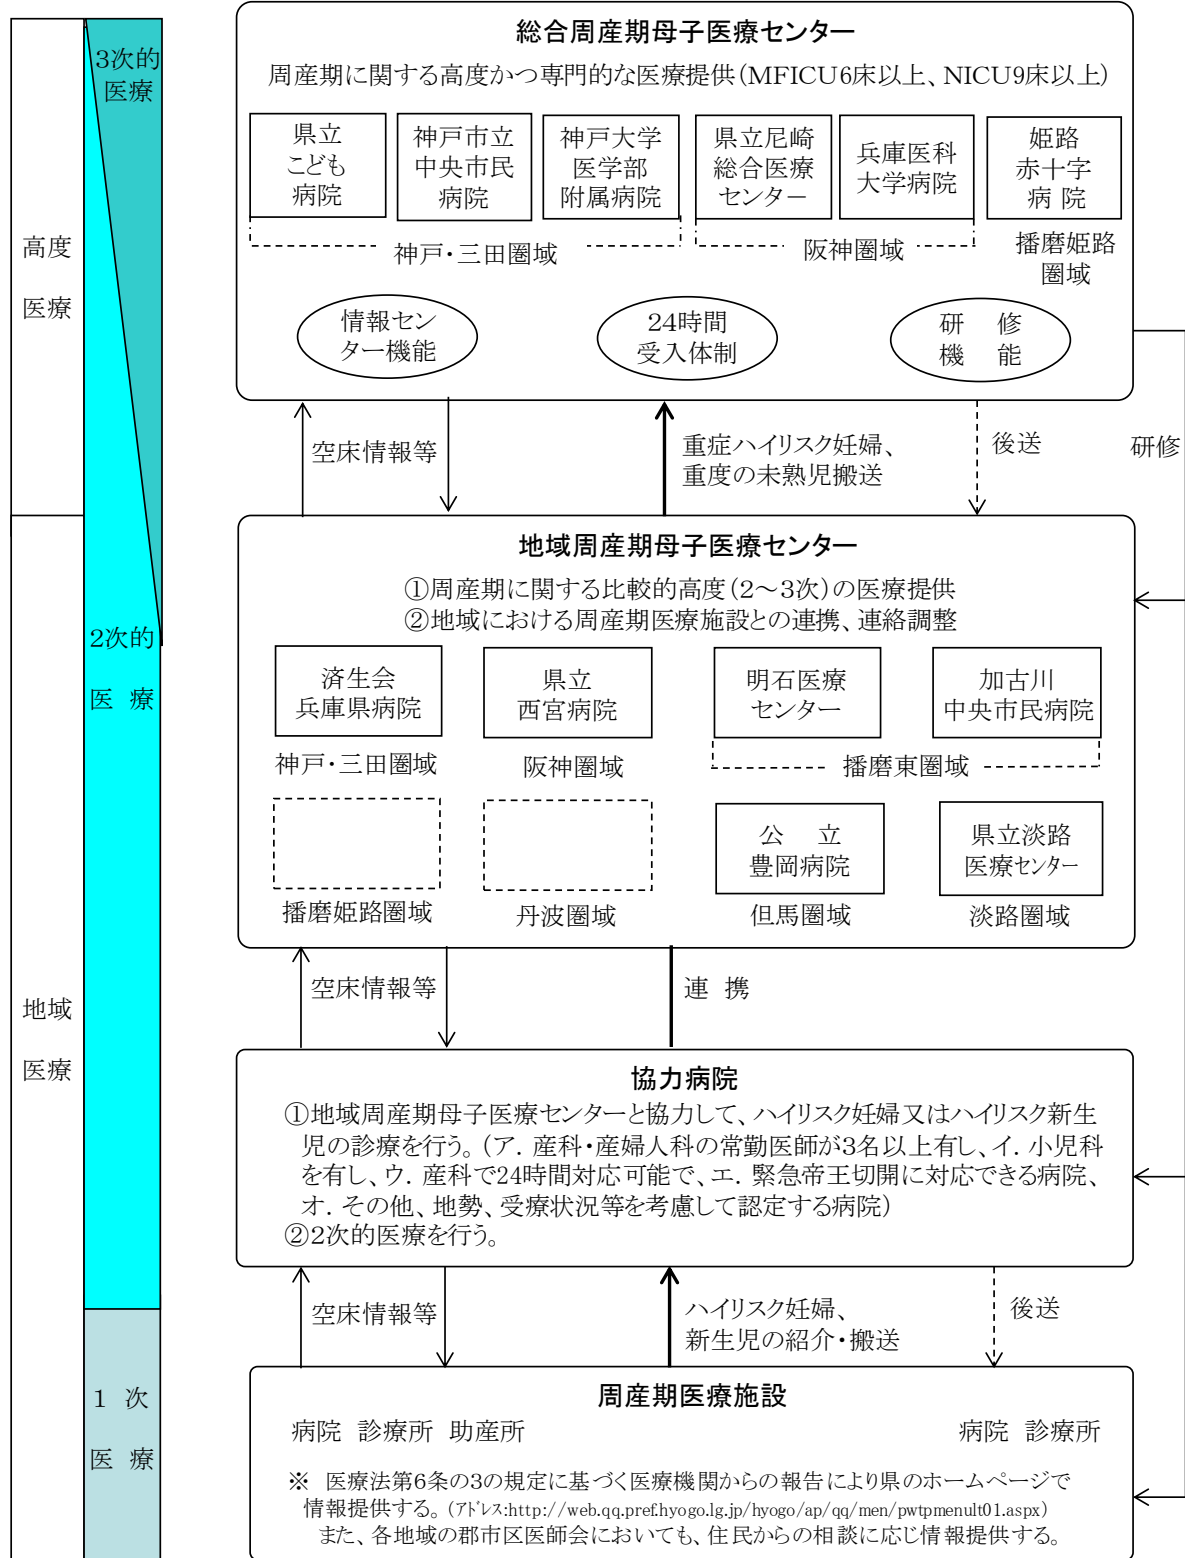 高度
医療
地域
医療
3次的
医療
2次的
医 療
1 次
医 療
総合周産期母子医療センター
周産期に関する高度かつ専門的な医療提供(MFICU6床以上、NICU9床以上)
県立
こども
病院
神戸市立
中央市民
病院
神戸大学
医学部
附属病院
県立尼崎
総合医療
センター
兵庫医科
大学病院
姫路
赤十字
病 院
神戸・三田圏域
阪神圏域
播磨姫路
圏域
情報セン
ター機能
24時間
受入体制
研 修
機 能
空床情報等
重症ハイリスク妊婦、
重度の未熟児搬送
後送
研修
地域周産期母子医療センター
①周産期に関する比較的高度(2～3次)の医療提供
②地域における周産期医療施設との連携、連絡調整
済生会
兵庫県病院
県立
西宮病院
明石医療
センター
加古川
中央市民病院
神戸・三田圏域
阪神圏域
播磨東圏域
公 立
豊岡病院
県立淡路
医療センター
播磨姫路圏域
丹波圏域
但馬圏域
淡路圏域
空床情報等
連 携
協力病院
①地域周産期母子医療センターと協力して、ハイリスク妊婦又はハイリスク新生
児の診療を行う。(ア．産科・産婦人科の常勤医師が3名以上有し、イ．小児科
を有し、ウ．産科で24時間対応可能で、エ．緊急帝王切開に対応できる病院、
オ．その他、地勢、受療状況等を考慮して認定する病院)
②2次的医療を行う。
空床情報等
ハイリスク妊婦、
新生児の紹介・搬送
後送
周産期医療施設
病院 診療所 助産所
病院 診療所
※ 医療法第6条の3の規定に基づく医療機関からの報告により県のホームページで
情報提供する。(アドレス:http://web.qq.pref.hyogo.lg.jp/hyogo/ap/qq/men/pwtpmenult01.aspx)
また、各地域の郡市区医師会においても、住民からの相談に応じ情報提供する。